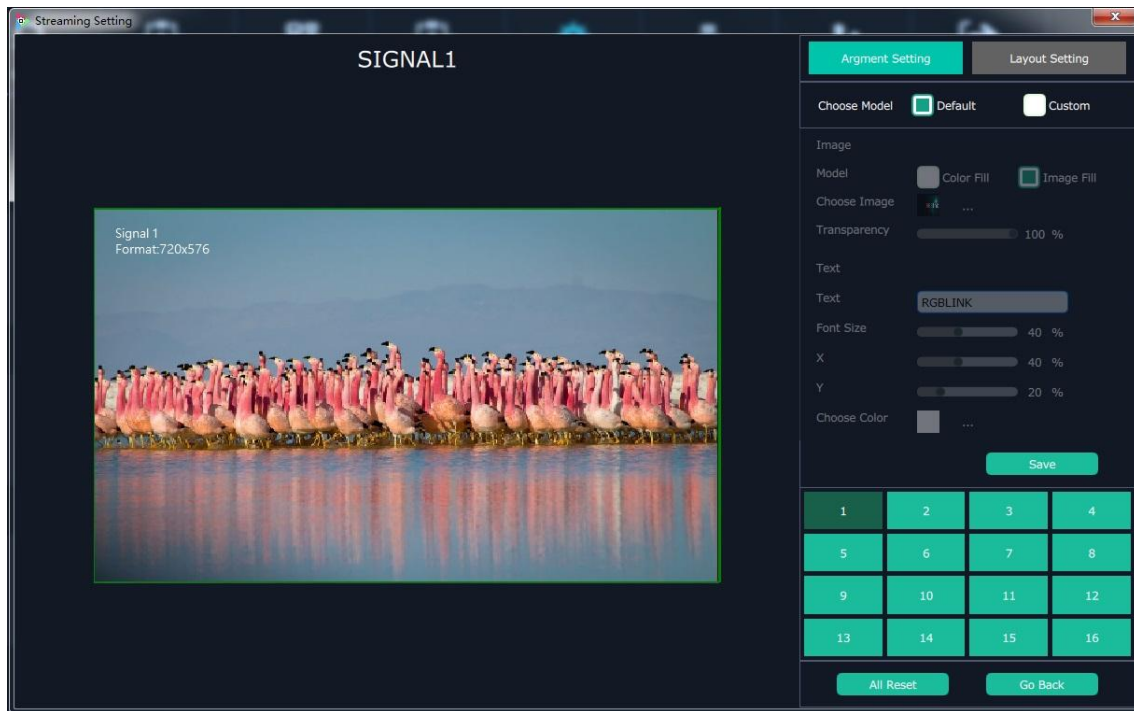 Streaming Setting
SIGNAL1
Signal 1
Format:720x576
Argment Setting
Layout Setting
Choose Model
Default
Custom
Image
Model
Color Fill
Image Fill
Choose Image
...
Transparency
100 %
Text
Text
RGBLINK
Font Size
40 %
X
40 %
Y
20 %
Choose Color
...
Save
1 2 3 4
5 6 7 8
9 10 11 12
13 14 15 16
All Reset
Go Back